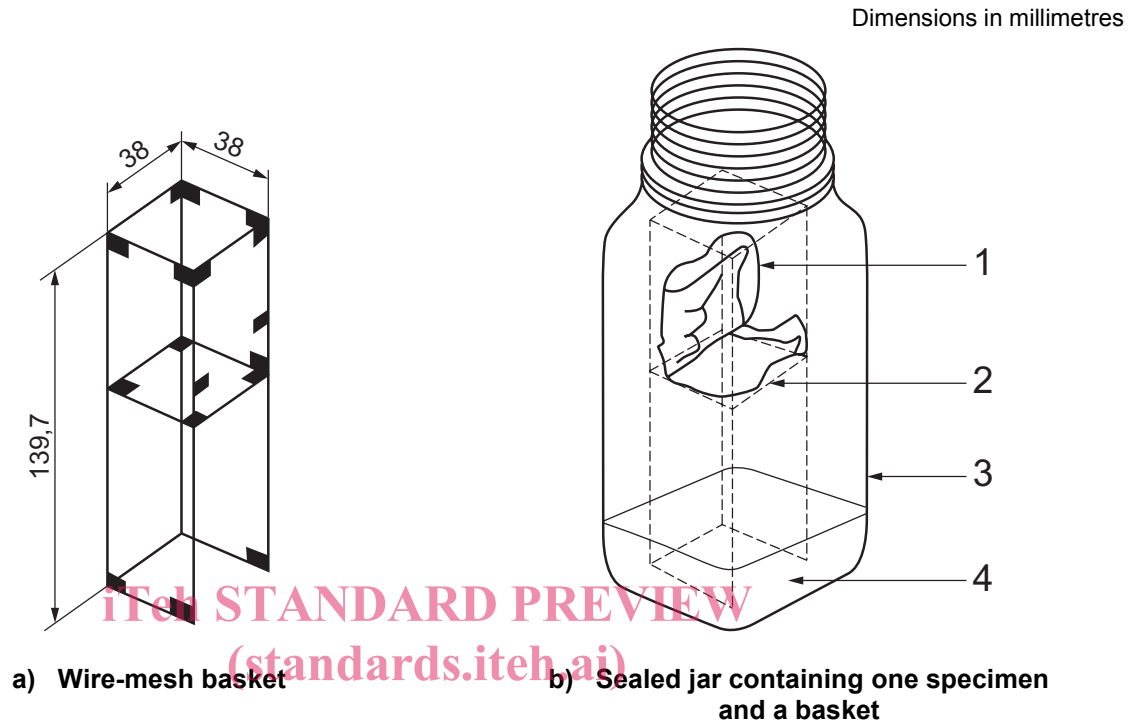 Dimensions in millimetres
38
38
139,7
1
2
3
4
iTeh STANDARD PREVIEW
(standards.iteh.ai)
a) Wire-mesh basket
b) Sealed jar containing one specimen
and a basket